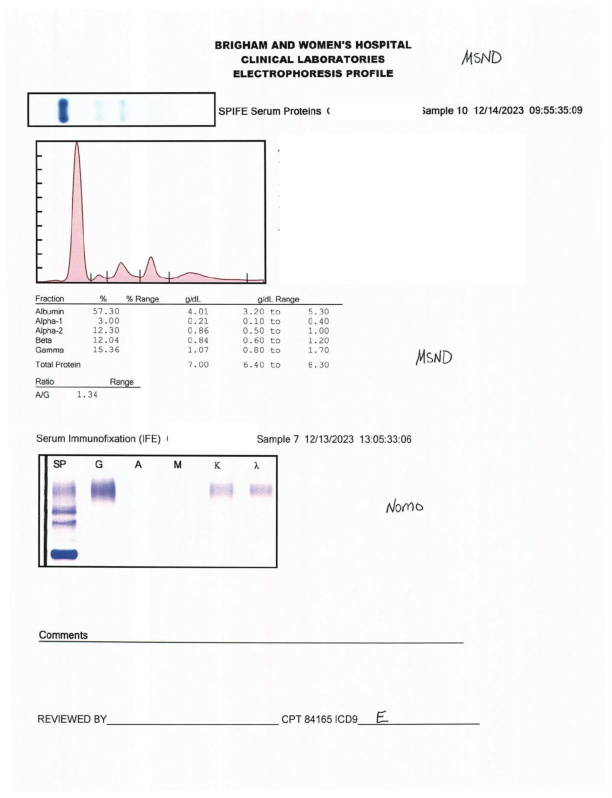 BRIGHAM AND WOMEN'S HOSPITAL
CLINICAL LABORATORIES
ELECTROPHORESIS PROFILE
MSND
SPIFE Serum Proteins ( Sample 10 12/14/2023 09:55:35:09
Fraction % % Range g/dL g/dL Range
Albumin 57.30 4.01 3.20 to 5.30
Alpha-1 3.00 0.21 0.10 to 0.40
Alpha-2 12.30 0.86 0.50 to 1.00
Beta 12.04 0.84 0.60 to 1.20
Gamma 15.36 1.07 0.80 to 1.70
Total Protein 7.00 6.40 to 8.30
MSND
Ratio Range
A/G 1.34
Serum Immunofixation (IFE) Sample 7 12/13/2023 13:05:33:06
SP G A M K λ
Nomo
Comments
REVIEWED BY CPT 84165 ICD9 E